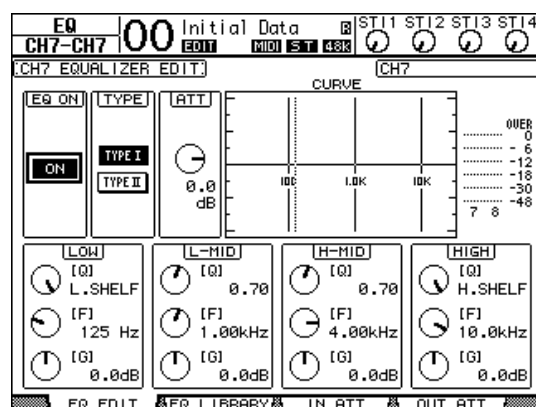 EQ
CH7-CH7
00
Initial Data
EDIT
MIDI ST 48K
ST1 ST2 ST3 ST4
CH7 EQUALIZER EDIT
CH7
EQ ON
TYPE
ATT
CURVE
ON
TYPE I
TYPE II
0.0
dB
100
1.0K
10K
OVER
0
- 6
-12
-18
-30
-48
7 8
LOW
[Q]
L.SHELF
[F]
125 Hz
[G]
0.0dB
L-MID
[Q]
0.70
[F]
1.00kHz
[G]
0.0dB
H-MID
[Q]
0.70
[F]
4.00kHz
[G]
0.0dB
HIGH
[Q]
H.SHELF
[F]
10.0kHz
[G]
0.0dB
EQ EDIT
EQ LIBRARY
IN ATT
OUT ATT